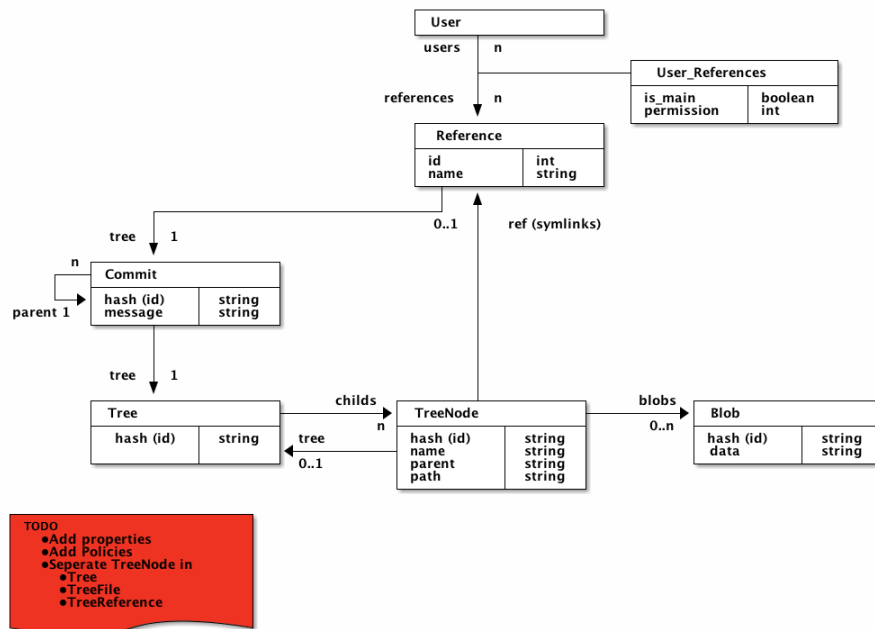 User
users n
User_References
is_main boolean
permission int
references n
Reference
id int
name string
0..1 ref (symlinks)
tree 1
n
Commit
hash (id) string
message string
parent 1
tree 1
childs
n
blobs
0..n
Tree
hash (id) string
tree
0..1
TreeNode
hash (id) string
name string
parent string
path string
Blob
hash (id) string
data string
TODO
●Add properties
●Add Policies
●Seperate TreeNode in
●Tree
●TreeFile
●TreeReference